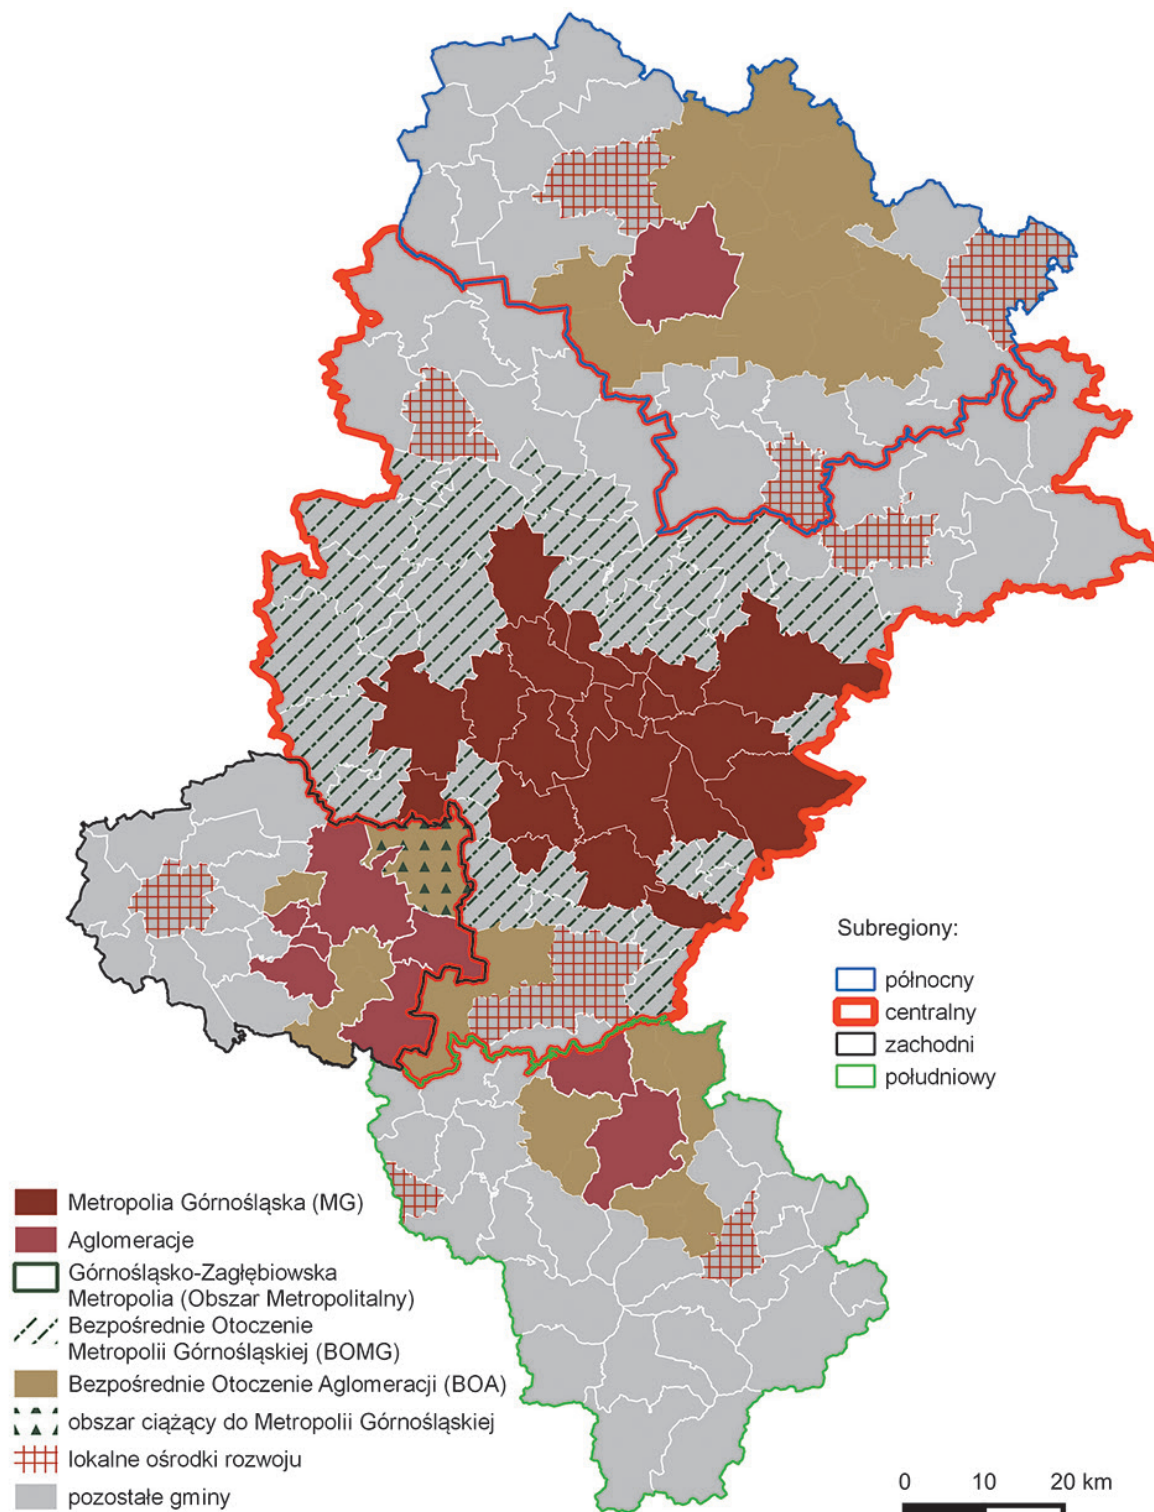 Subregiony:
północny
centralny
zachodni
południowy
Metropolia Górnośląska (MG)
Aglomeracje
Górnośląsko-Zagłębiowska
Metropolia (Obszar Metropolitalny)
Bezpośrednie Otoczenie
Metropolii Górnośląskiej (BOMG)
Bezpośrednie Otoczenie Aglomeracji (BOA)
obszar ciążący do Metropolii Górnośląskiej
lokalne ośrodki rozwoju
pozostałe gminy
0 10 20 km